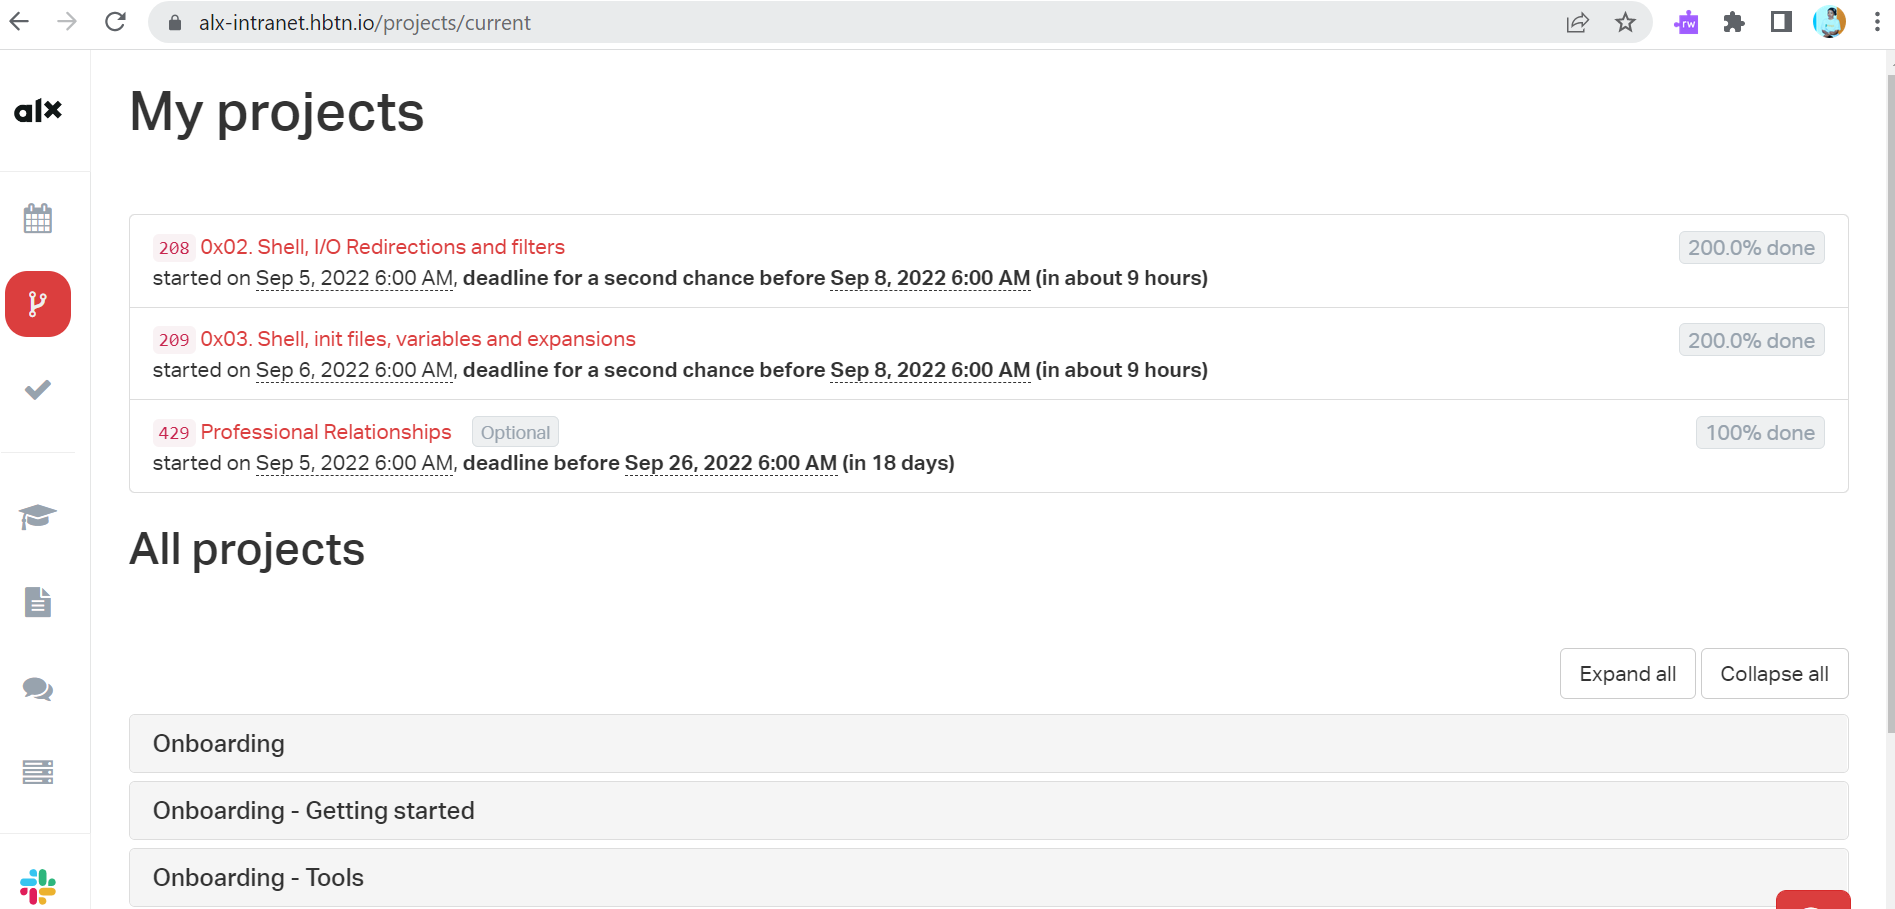 alx-intranet.hbtn.io/projects/current
rw
alx
My projects
208 0x02. Shell, I/O Redirections and filters
200.0% done
started on Sep 5, 2022 6:00 AM, deadline for a second chance before Sep 8, 2022 6:00 AM (in about 9 hours)
209 0x03. Shell, init files, variables and expansions
200.0% done
started on Sep 6, 2022 6:00 AM, deadline for a second chance before Sep 8, 2022 6:00 AM (in about 9 hours)
429 Professional Relationships Optional
100% done
started on Sep 5, 2022 6:00 AM, deadline before Sep 26, 2022 6:00 AM (in 18 days)
All projects
Expand all Collapse all
Onboarding
Onboarding - Getting started
Onboarding - Tools